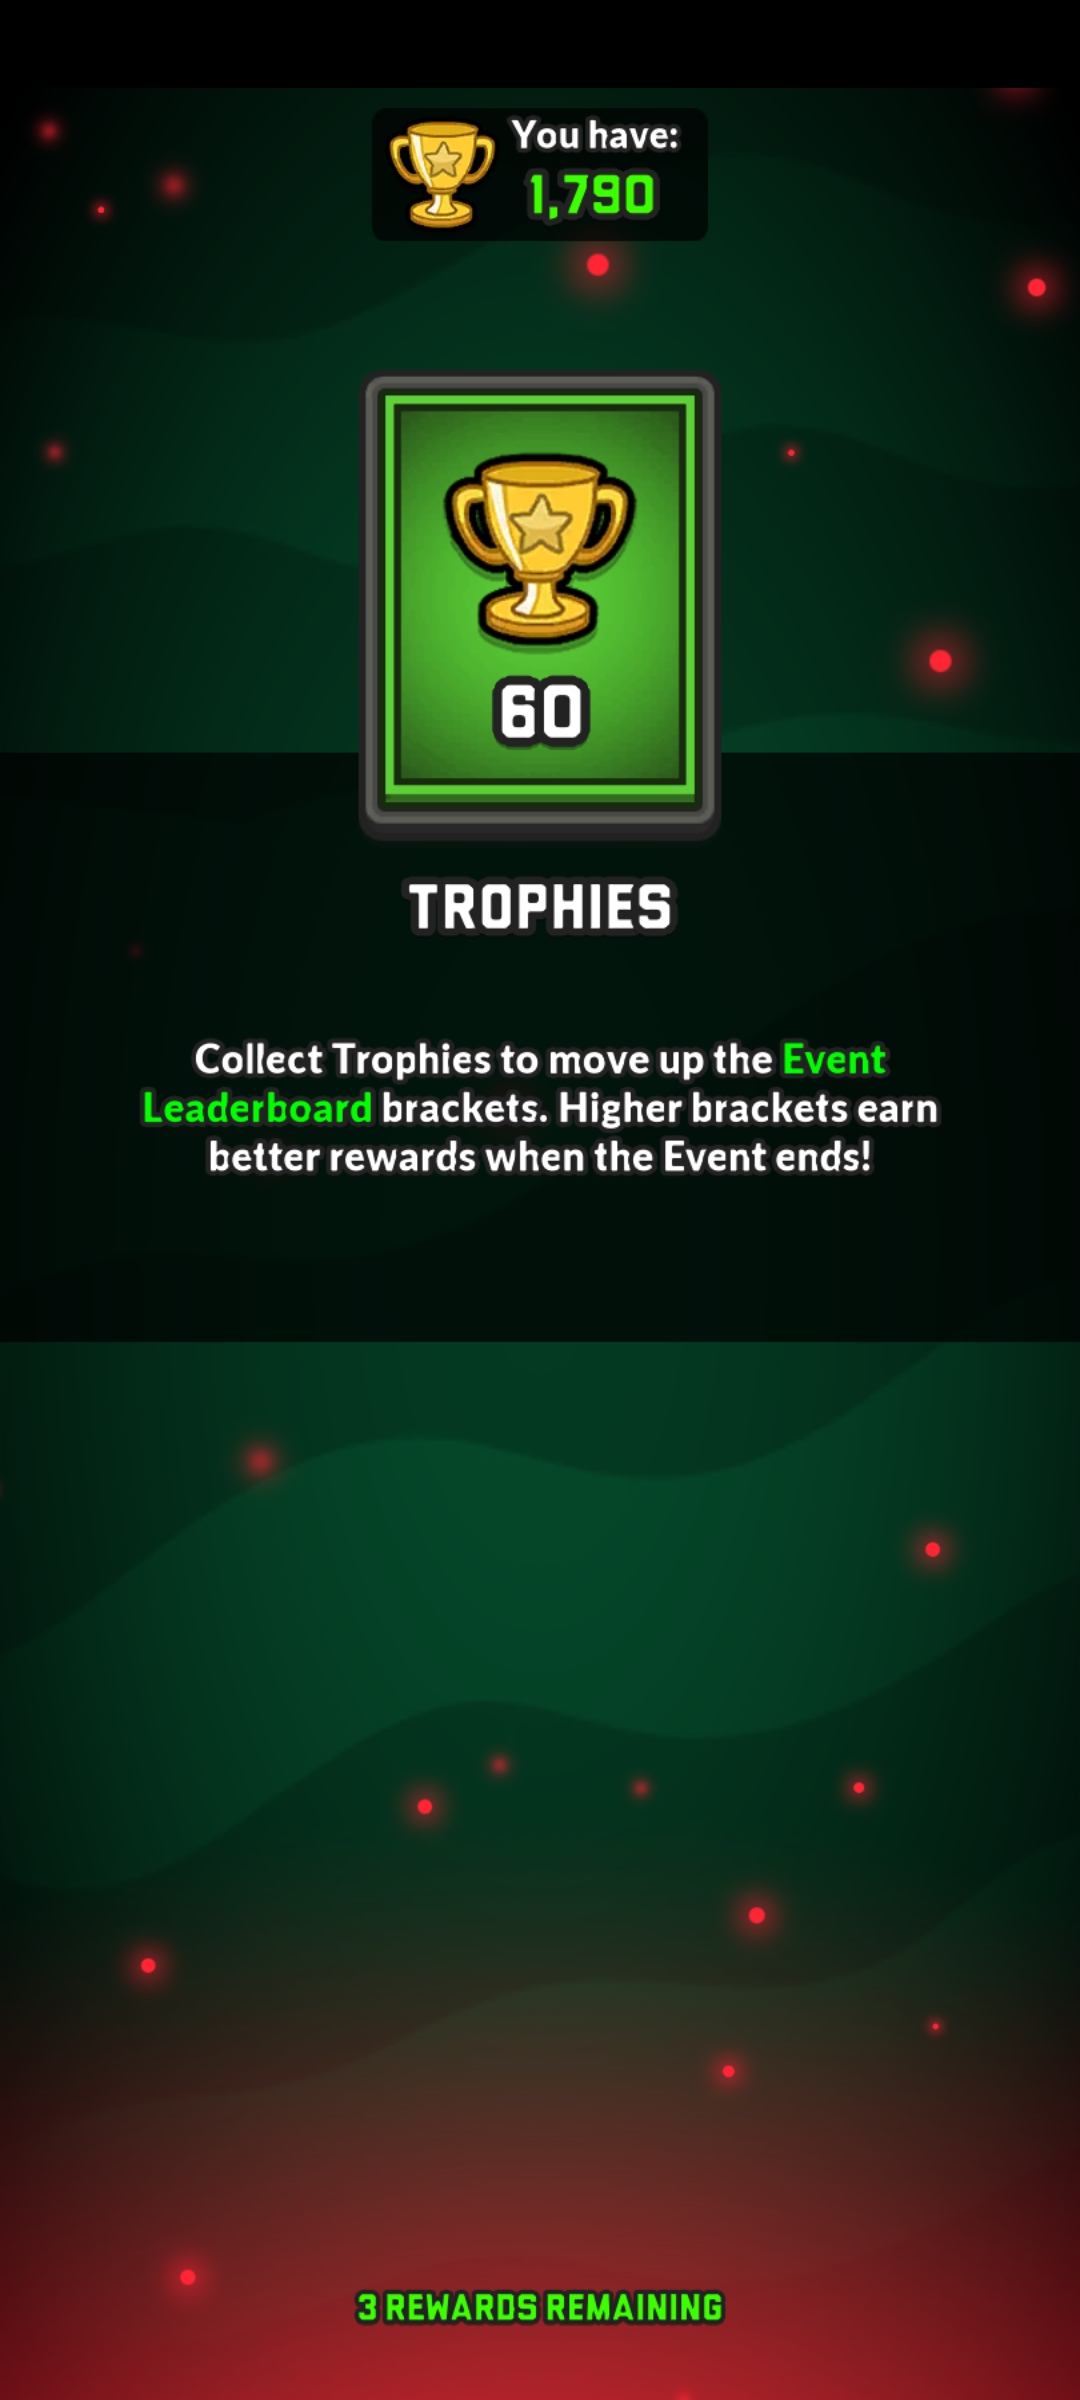 You have:
1,790
60
TROPHIES
Collect Trophies to move up the Event
Leaderboard brackets. Higher brackets earn
better rewards when the Event ends!
3 REWARDS REMAINING